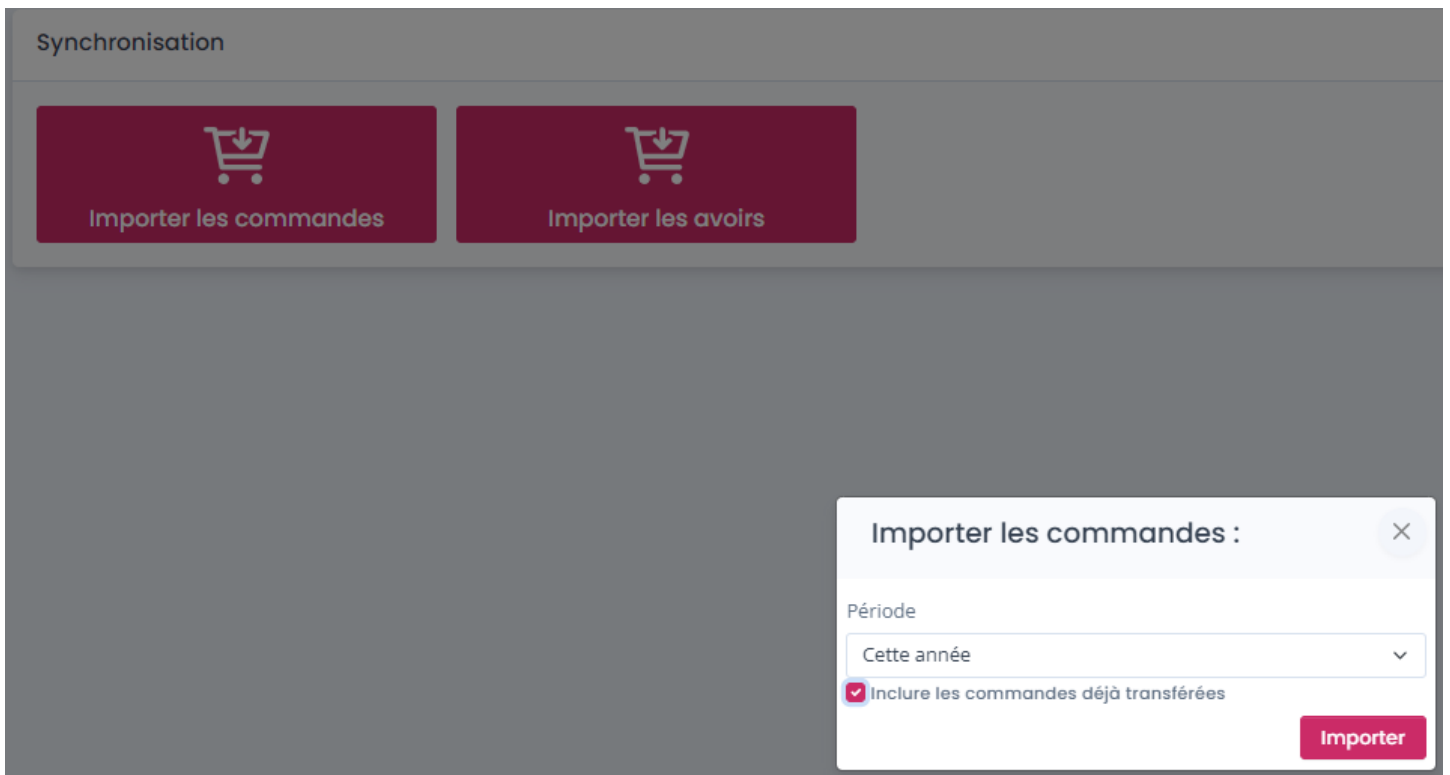 Synchronisation
Importer les commandes
Importer les avoirs
Importer les commandes :
Période
Cette année
Inclure les commandes déjà transférées
Importer